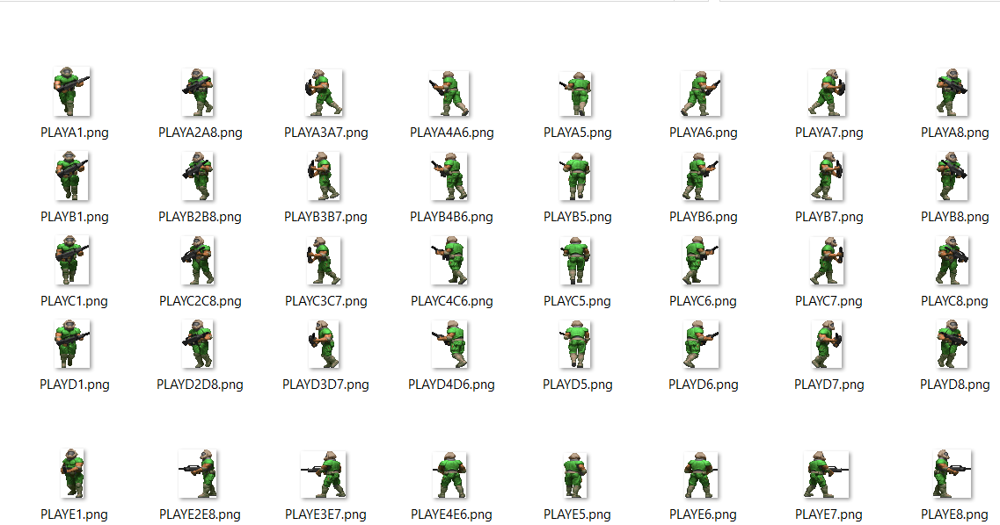 PLAYA1.png PLAYA2A8.png PLAYA3A7.png PLAYA4A6.png PLAYA5.png PLAYA6.png PLAYA7.png PLAYA8.png
PLAYB1.png PLAYB2B8.png PLAYB3B7.png PLAYB4B6.png PLAYB5.png PLAYB6.png PLAYB7.png PLAYB8.png
PLAYC1.png PLAYC2C8.png PLAYC3C7.png PLAYC4C6.png PLAYC5.png PLAYC6.png PLAYC7.png PLAYC8.png
PLAYD1.png PLAYD2D8.png PLAYD3D7.png PLAYD4D6.png PLAYD5.png PLAYD6.png PLAYD7.png PLAYD8.png
PLAYE1.png PLAYE2E8.png PLAYE3E7.png PLAYE4E6.png PLAYE5.png PLAYE6.png PLAYE7.png PLAYE8.png